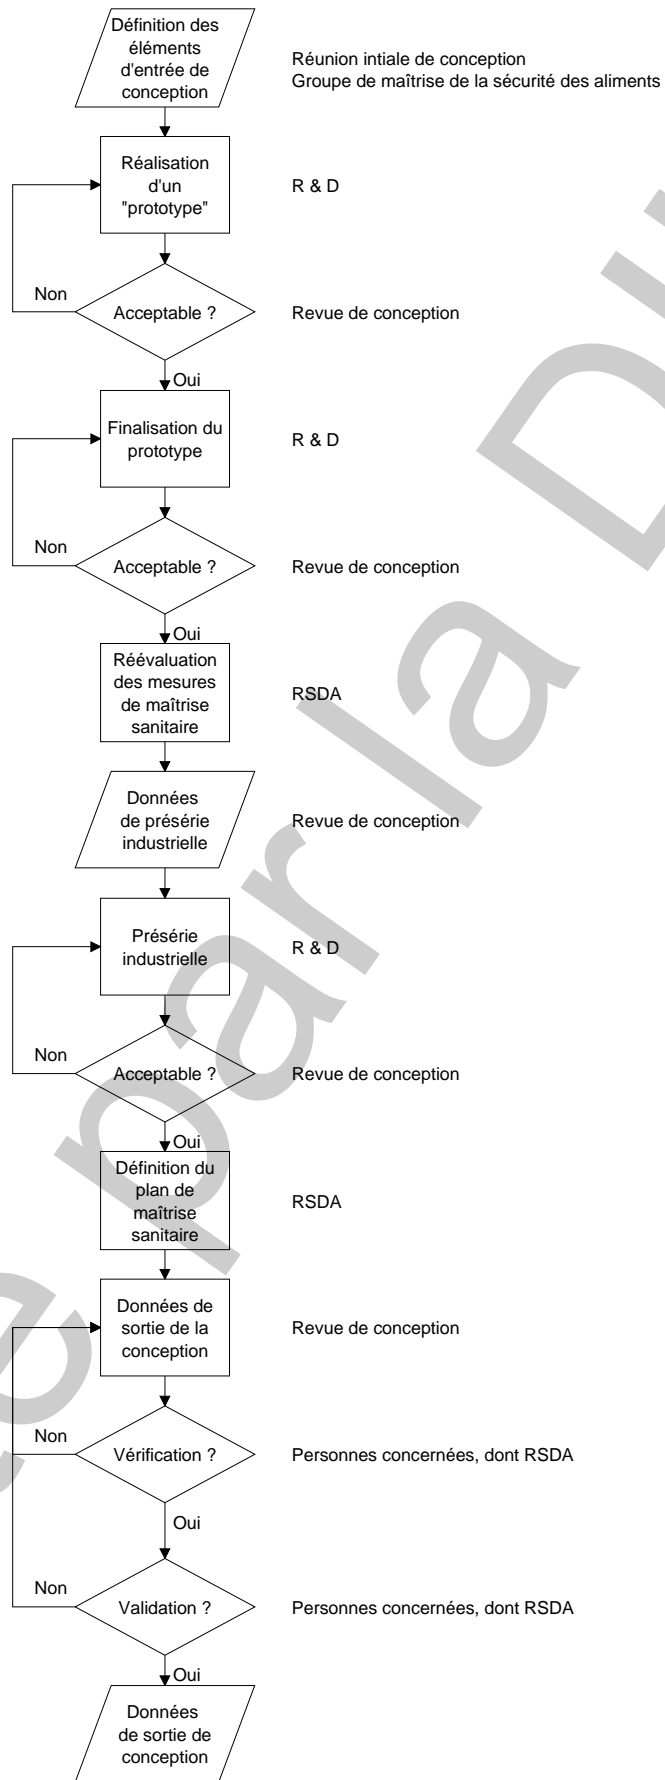 Définition des
éléments
d'entrée de
conception
Réunion intiale de conception
Groupe de maîtrise de la sécurité des aliments
Réalisation
d'un
"prototype"
R & D
Non
Acceptable ?
Revue de conception
Oui
Finalisation du
prototype
R & D
Non
Acceptable ?
Revue de conception
Oui
Réévaluation
des mesures
de maîtrise
sanitaire
RSDA
Données
de présérie
industrielle
Revue de conception
Présérie
industrielle
R & D
Non
Acceptable ?
Revue de conception
Oui
Définition du
plan de
maîtrise
sanitaire
RSDA
Données de
sortie de la
conception
Revue de conception
Non
Vérification ?
Personnes concernées, dont RSDA
Oui
Non
Validation ?
Personnes concernées, dont RSDA
Oui
Données
de sortie de
conception
par la